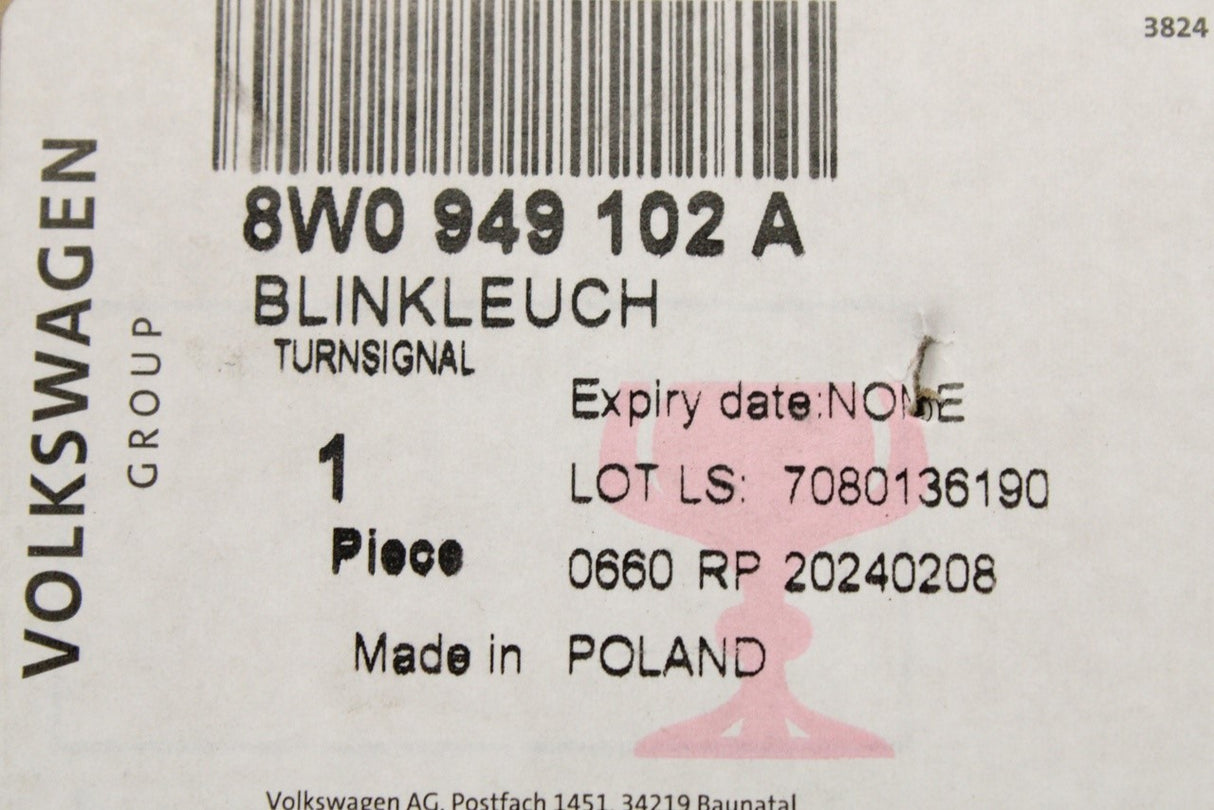 3824
VOLKSWAGEN
GROUP
8W0 949 102 A
BLINKLEUCH
TURNSIGNAL
Expiry date:NONE
1
LOT LS: 7080136190
Piece
0660 RP 20240208
Made in POLAND
Volkswagen AG, Postfach 1451, 34219 Baunatal